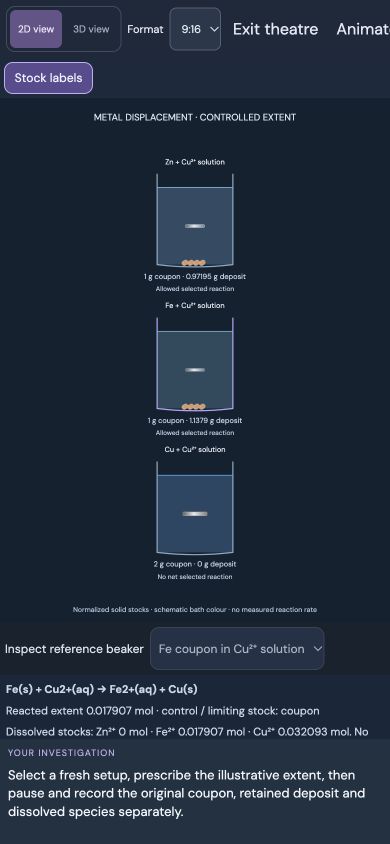 2D view 3D view Format 9:16 Exit theatre Animat
Stock labels
METAL DISPLACEMENT · CONTROLLED EXTENT
Zn + Cu²⁺ solution
1 g coupon · 0.97195 g deposit
Allowed selected reaction
Fe + Cu²⁺ solution
1 g coupon · 1.1379 g deposit
Allowed selected reaction
Cu + Cu²⁺ solution
2 g coupon · 0 g deposit
No net selected reaction
Normalized solid stocks · schematic bath colour · no measured reaction rate
Inspect reference beaker Fe coupon in Cu²⁺ solution
Fe(s) + Cu2+(aq) → Fe2+(aq) + Cu(s)
Reacted extent 0.017907 mol · control / limiting stock: coupon
Dissolved stocks: Zn²⁺ 0 mol · Fe²⁺ 0.017907 mol · Cu²⁺ 0.032093 mol. No
YOUR INVESTIGATION
Select a fresh setup, prescribe the illustrative extent, then
pause and record the original coupon, retained deposit and
dissolved species separately.